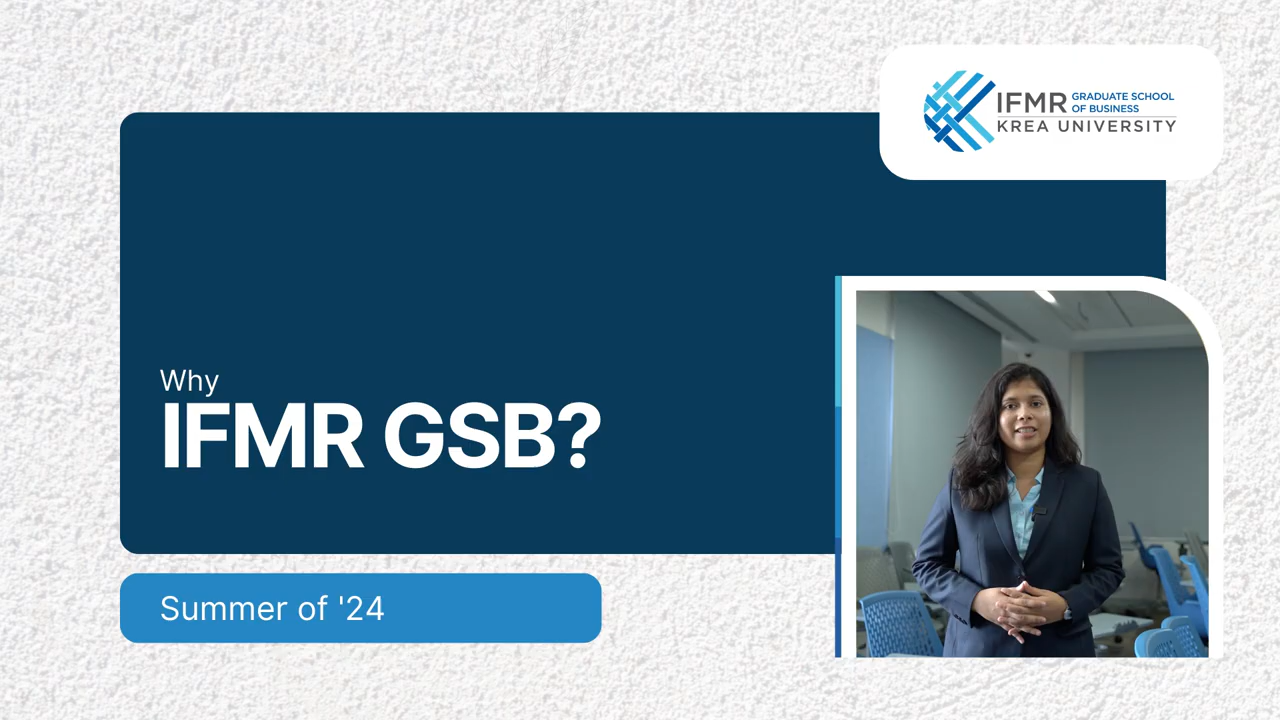 IFMR GRADUATE SCHOOL
OF BUSINESS
KREA UNIVERSITY
Why
IFMR GSB?
Summer of '24